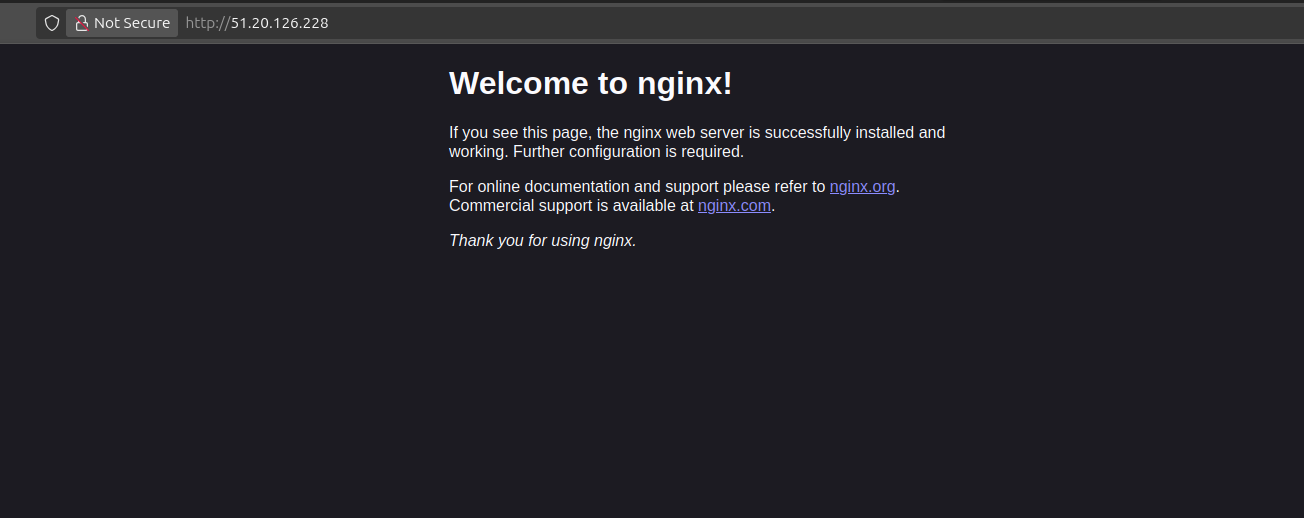 Not Secure http://51.20.126.228
Welcome to nginx!
If you see this page, the nginx web server is successfully installed and
working. Further configuration is required.
For online documentation and support please refer to nginx.org.
Commercial support is available at nginx.com.
Thank you for using nginx.